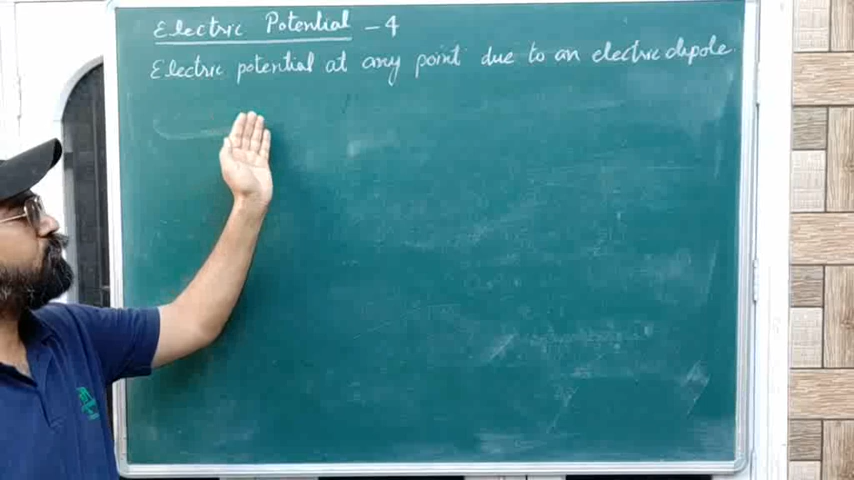 Electric Potential - 4
Electric potential at any point due to an electric dipole.